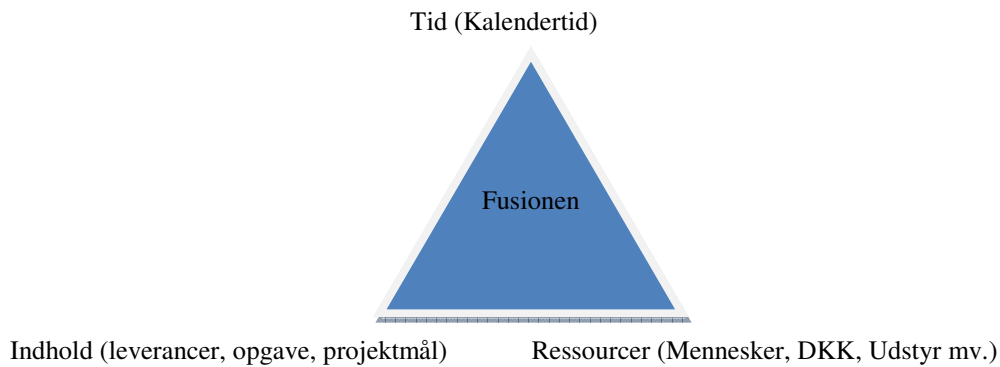 Tid (Kalendertid)
Fusionen
Indhold (leverancer, opgave, projektmål)
Ressourcer (Mennesker, DKK, Udstyr mv.)